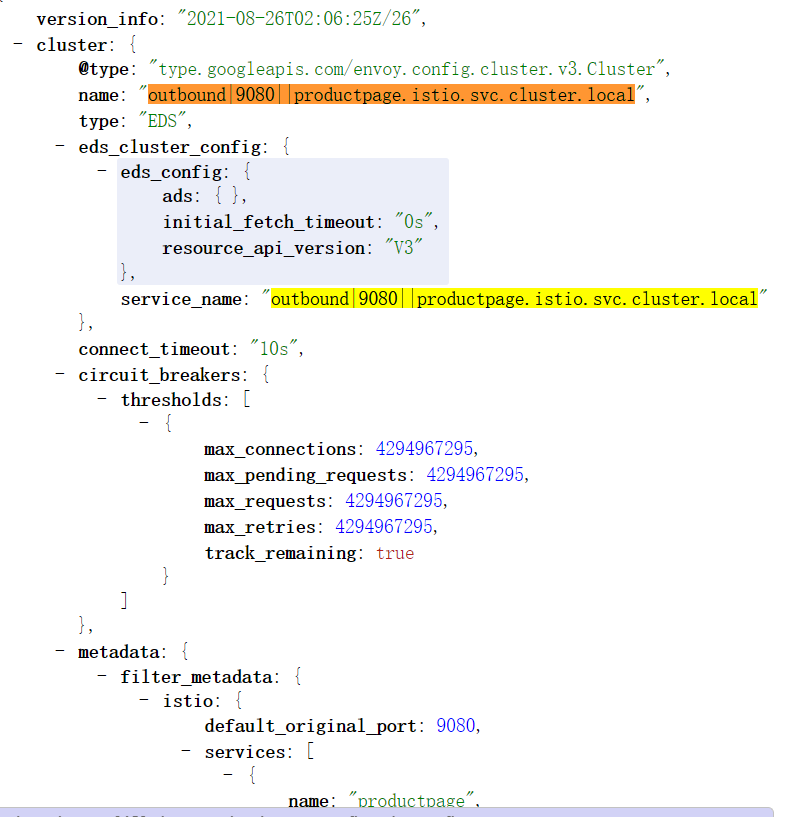 version_info: "2021-08-26T02:06:25Z/26",
- cluster: {
@type: "type.googleapis.com/envoy.config.cluster.v3.Cluster",
name: "outbound|9080||productpage.istio.svc.cluster.local",
type: "EDS",
- eds_cluster_config: {
- eds_config: {
ads: { },
initial_fetch_timeout: "0s",
resource_api_version: "V3"
},
service_name: "outbound|9080||productpage.istio.svc.cluster.local"
},
connect_timeout: "10s",
- circuit_breakers: {
- thresholds: [
- {
max_connections: 4294967295,
max_pending_requests: 4294967295,
max_requests: 4294967295,
max_retries: 4294967295,
track_remaining: true
}
]
},
- metadata: {
- filter_metadata: {
- istio: {
default_original_port: 9080,
- services: [
- {
name: "productpage",